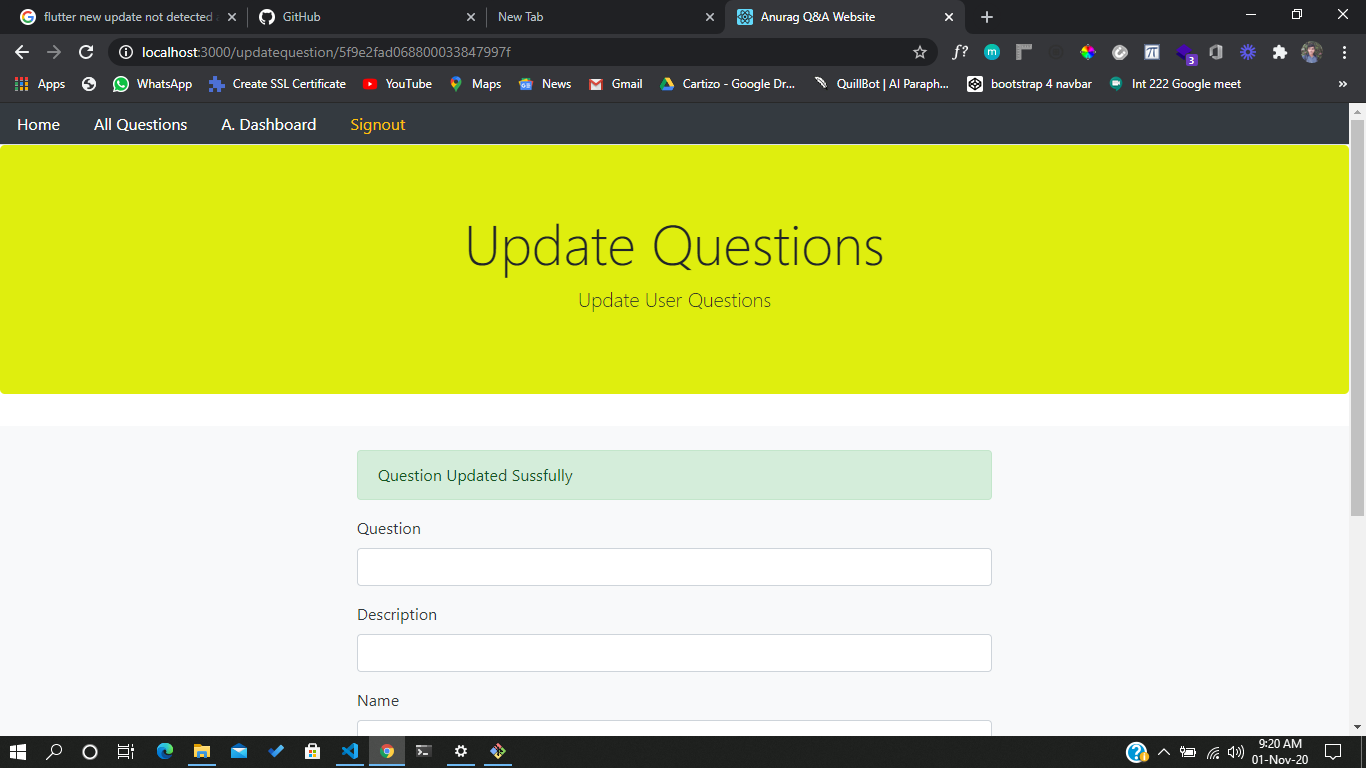 flutter new update not detected
GitHub
New Tab
Anurag Q&A Website
localhost:3000/updatequestion/5f9e2fad068800033847997f
f?
m
3
Apps
WhatsApp
Create SSL Certificate
YouTube
Maps
News
Gmail
Cartizo - Google Dr...
QuillBot | AI Paraph...
bootstrap 4 navbar
Int 222 Google meet
»
Home
All Questions
A. Dashboard
Signout
Update Questions
Update User Questions
Question Updated Sussfully
Question
Description
Name
9:20 AM
01-Nov-20